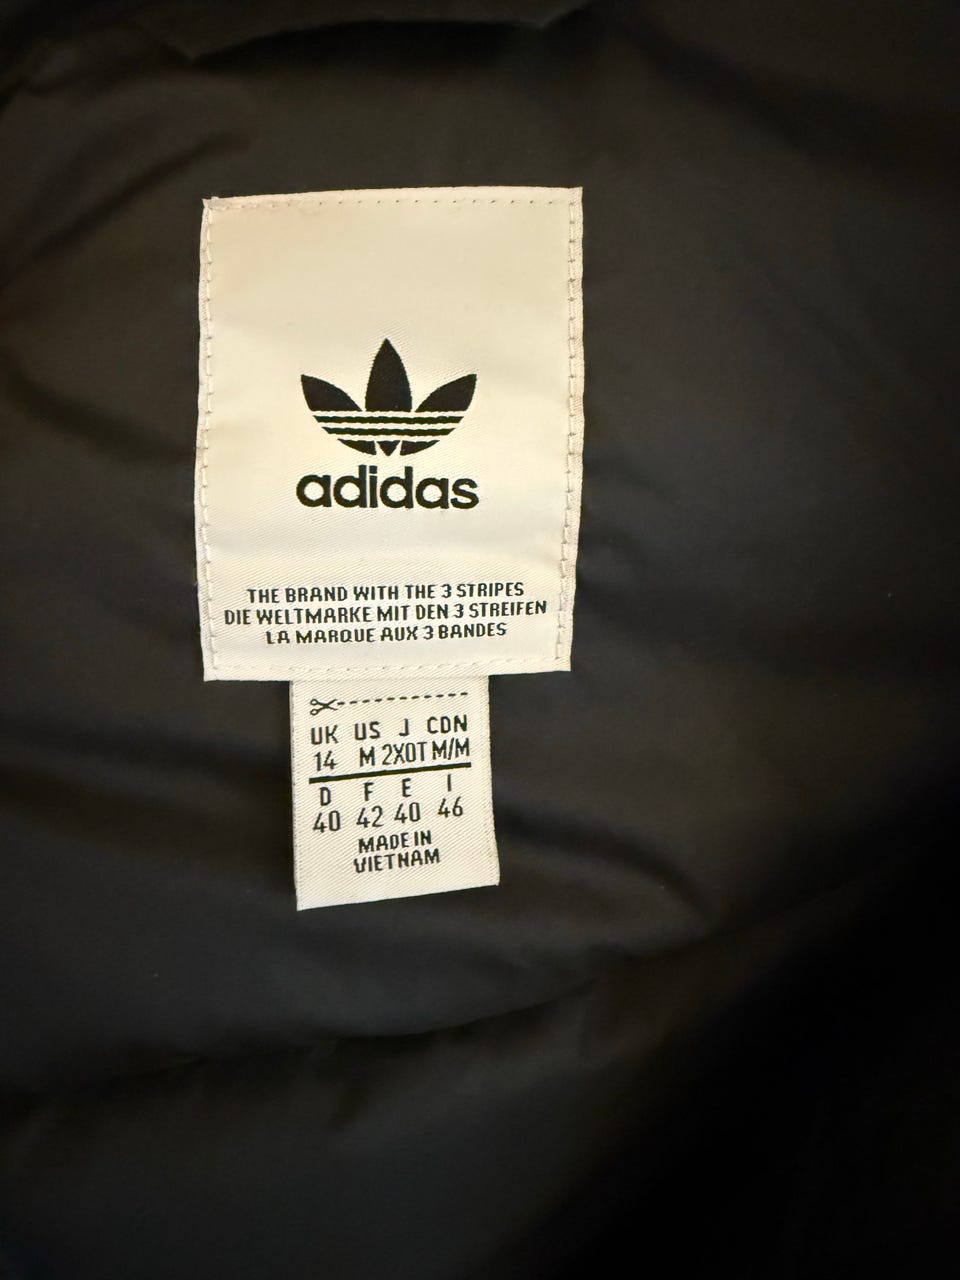 adidas
THE BRAND WITH THE 3 STRIPES
DIE WELTMARKE MIT DEN 3 STREIFEN
LA MARQUE AUX 3 BANDES
UK US J CDN
14 M 2XOT M/M
D F E I
40 42 40 46
MADE IN
VIETNAM